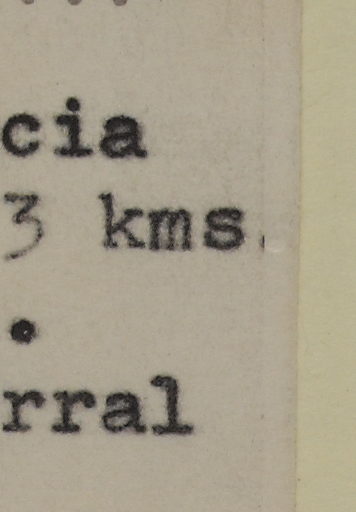 cia
3 kms.
.
rral